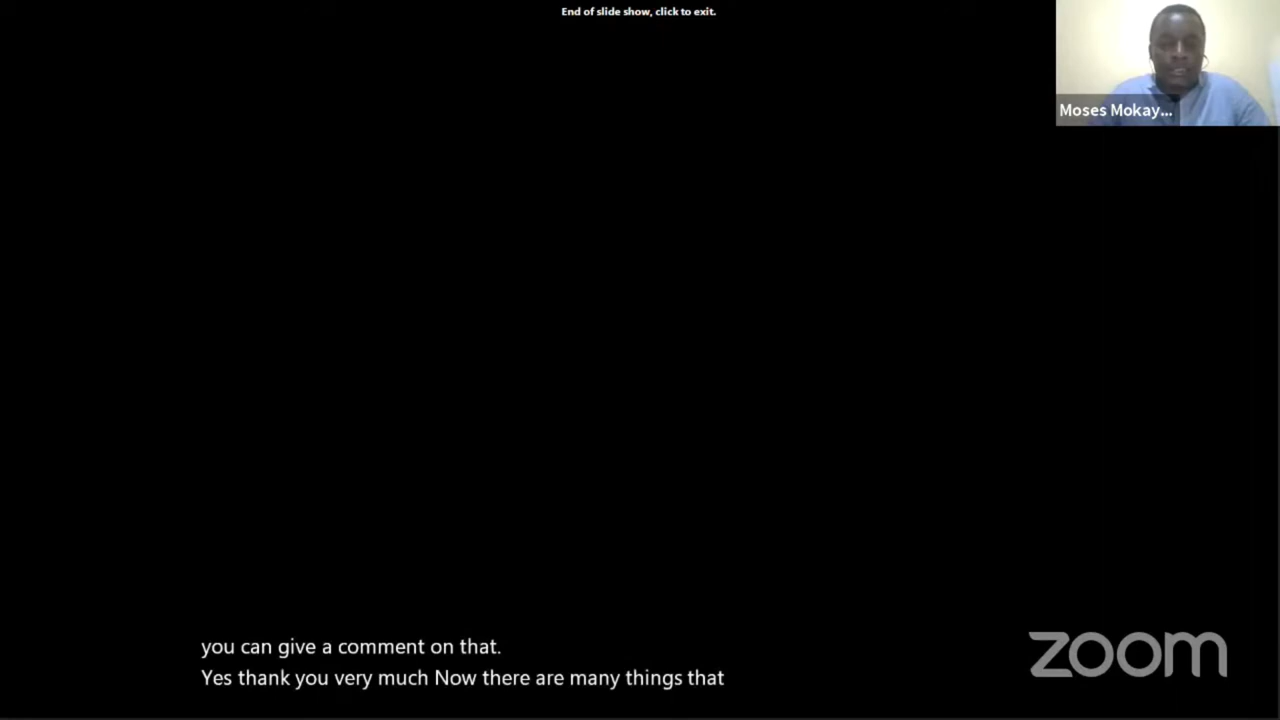 End of slide show, click to exit.
Moses Mokay...
you can give a comment on that.
Yes thank you very much Now there are many things that
zoom